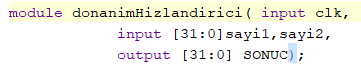 module donanimHizlandirici( input clk,
input [31:0]sayi1,sayi2,
output [31:0] SONUC);